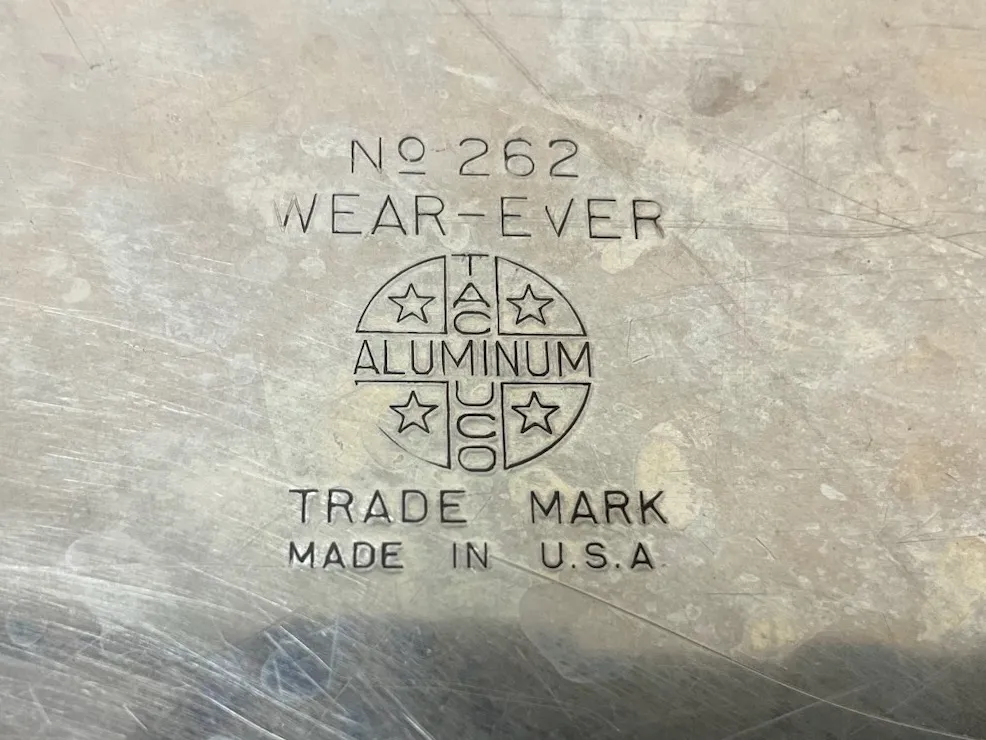 Nº 262
WEAR-EVER
TACUCO
ALUMINUM
TRADE MARK
MADE IN U.S.A.